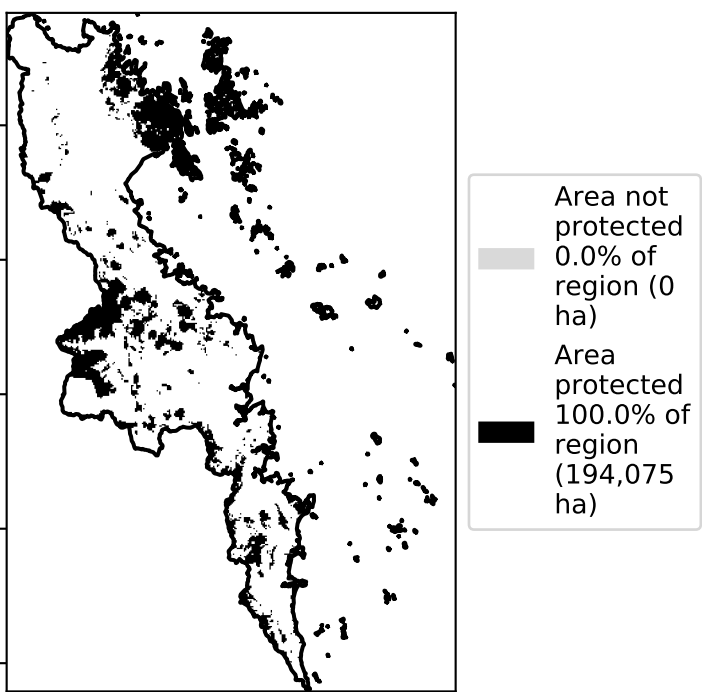 Area not
protected
0.0% of
region (0
ha)
Area
protected
100.0% of
region
(194,075
ha)